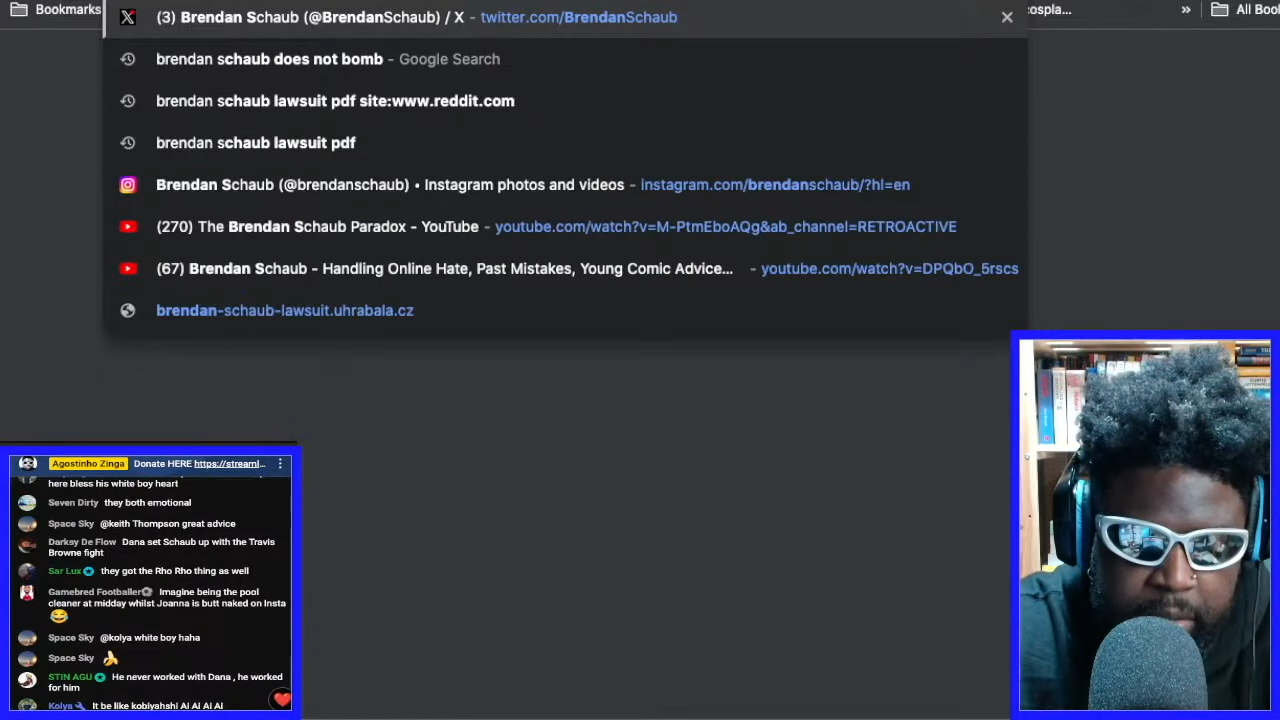 Bookmarks
cospla...
»
All Boo
(3) Brendan Schaub (@BrendanSchaub) / X - twitter.com/BrendanSchaub
brendan schaub does not bomb - Google Search
brendan schaub lawsuit pdf site:www.reddit.com
brendan schaub lawsuit pdf
Brendan Schaub (@brendanschaub) • Instagram photos and videos - instagram.com/brendanschaub/?hl=en
(270) The Brendan Schaub Paradox - YouTube - youtube.com/watch?v=M-PtmEboAQg&ab_channel=RETROACTIVE
(67) Brendan Schaub - Handling Online Hate, Past Mistakes, Young Comic Advice... - youtube.com/watch?v=DPQbO_5rscs
brendan-schaub-lawsuit.uhrabala.cz
Agostinho Zinga Donate HERE https://streaml...
here bless his white boy heart
Seven Dirty they both emotional
Space Sky @keith Thompson great advice
Darksy De Flow Dana set Schaub up with the Travis
Browne fight
Sar Lux they got the Rho Rho thing as well
Gamebred Footballer Imagine being the pool
cleaner at midday whilst Joanna is butt naked on Insta
😂
Space Sky @kolya white boy haha
Space Sky 🍌
STIN AGU He never worked with Dana , he worked
for him
Kolya It be like kobiyahshi Ai Ai Ai Ai